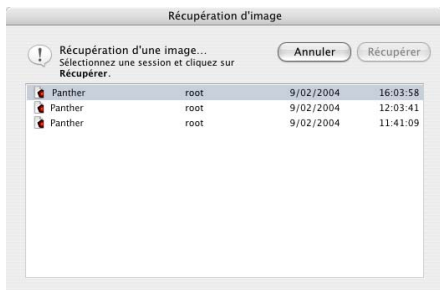 Récupération d'image
Récupération d'une image...
Sélectionnez une session et cliquez sur
Récupérer.
Annuler
Récupérer
Panther root 9/02/2004 16:03:58
Panther root 9/02/2004 12:03:41
Panther root 9/02/2004 11:41:09